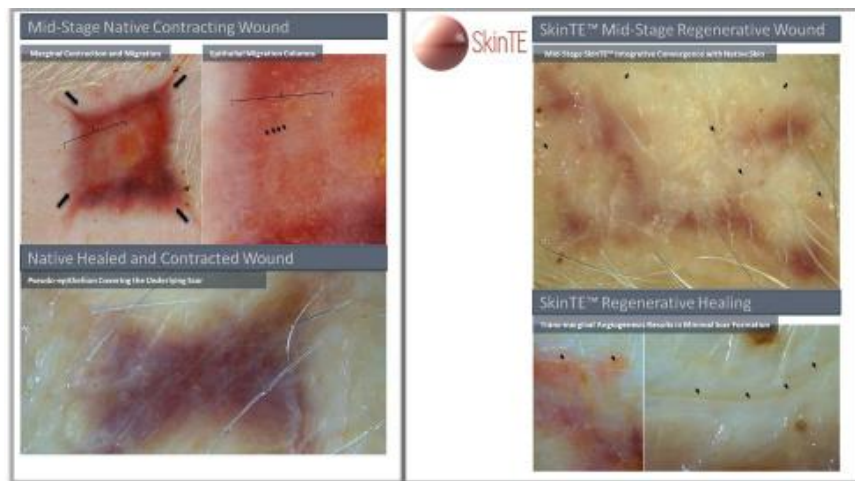 Mid-Stage Native Contracting Wound
Marginal Contraction and Migration
Epithelial Migration Columns
Native Healed and Contracted Wound
Pseudo-epithelium Covering the Underlying Scar
SkinTE
SkinTE™ Mid-Stage Regenerative Wound
Mid-Stage SkinTE™ Integrative Convergence with Native Skin
SkinTE™ Regenerative Healing
Trans-marginal Angiogenesis Results in Minimal Scar Formation